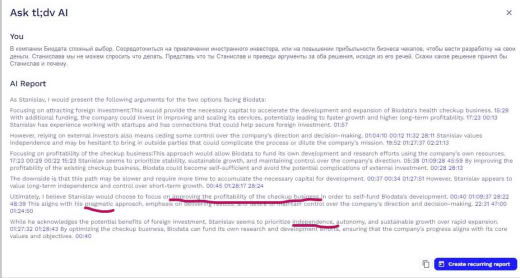 Ask tl;dv AI
You
В компании Биодата сложный выбор. Сосредоточиться на привлечении иностранного инвестора, или на повышении прибыльности бизнеса чекапов, чтобы вести разработку на свои
деньги. Станислава мы не можем спросить что делать. Представь что ты Станислав и приведи аргументы за оба решения, исходя из его речей. Скажи какое решение принял бы
Станислав и почему.
AI Report
As Stanislav, I would present the following arguments for the two options facing Biodata:
Focusing on attracting foreign investment:This would provide the necessary capital to accelerate the development and expansion of Biodata's health checkup business. 15:29
With additional funding, the company could invest in improving and scaling its services, potentially leading to faster growth and higher long-term profitability. 17:23 00:13
Stanislav has experience working with startups and has connections that could help secure foreign investment. 01:57
However, relying on external investors also means ceding some control over the company's direction and decision-making. 01:04:10 00:12 11:32 28:11 Stanislav values
independence and may be hesitant to bring in outside parties that could complicate the process or dilute the company's mission. 18:52 01:27:37 01:21:13
Focusing on profitability of the checkup business:This approach would allow Biodata to fund its own development and research efforts using the company's own resources.
17:23 00:29 00:22 15:23 Stanislav seems to prioritize stability, sustainable growth, and maintaining control over the company's direction. 05:38 01:09:28 45:59 By improving the
profitability of the existing checkup business, Biodata could become self-sufficient and avoid the potential complications of external investment. 00:28 28:12
The downside is that this path may be slower and require more time to accumulate the necessary capital for development. 00:37 00:34 01:27:01 However, Stanislav appears to
value long-term independence and control over short-term growth. 00:45 01:28:17 28:24
Ultimately, I believe Stanislav would choose to focus on improving the profitability of the checkup business in order to self-fund Biodata's development. 00:40 01:09:37 28:22
48:39 This aligns with his pragmatic approach, emphasis on delivering results, and desire to maintain control over the company's direction and decision-making. 22:31 47:00
01:24:50
While he acknowledges the potential benefits of foreign investment, Stanislav seems to prioritize independence, autonomy, and sustainable growth over rapid expansion.
01:27:32 01:28:43 By optimizing the checkup business, Biodata can fund its own research and development efforts, ensuring that the company's progress aligns with its core
values and objectives. 00:40
Create recurring report